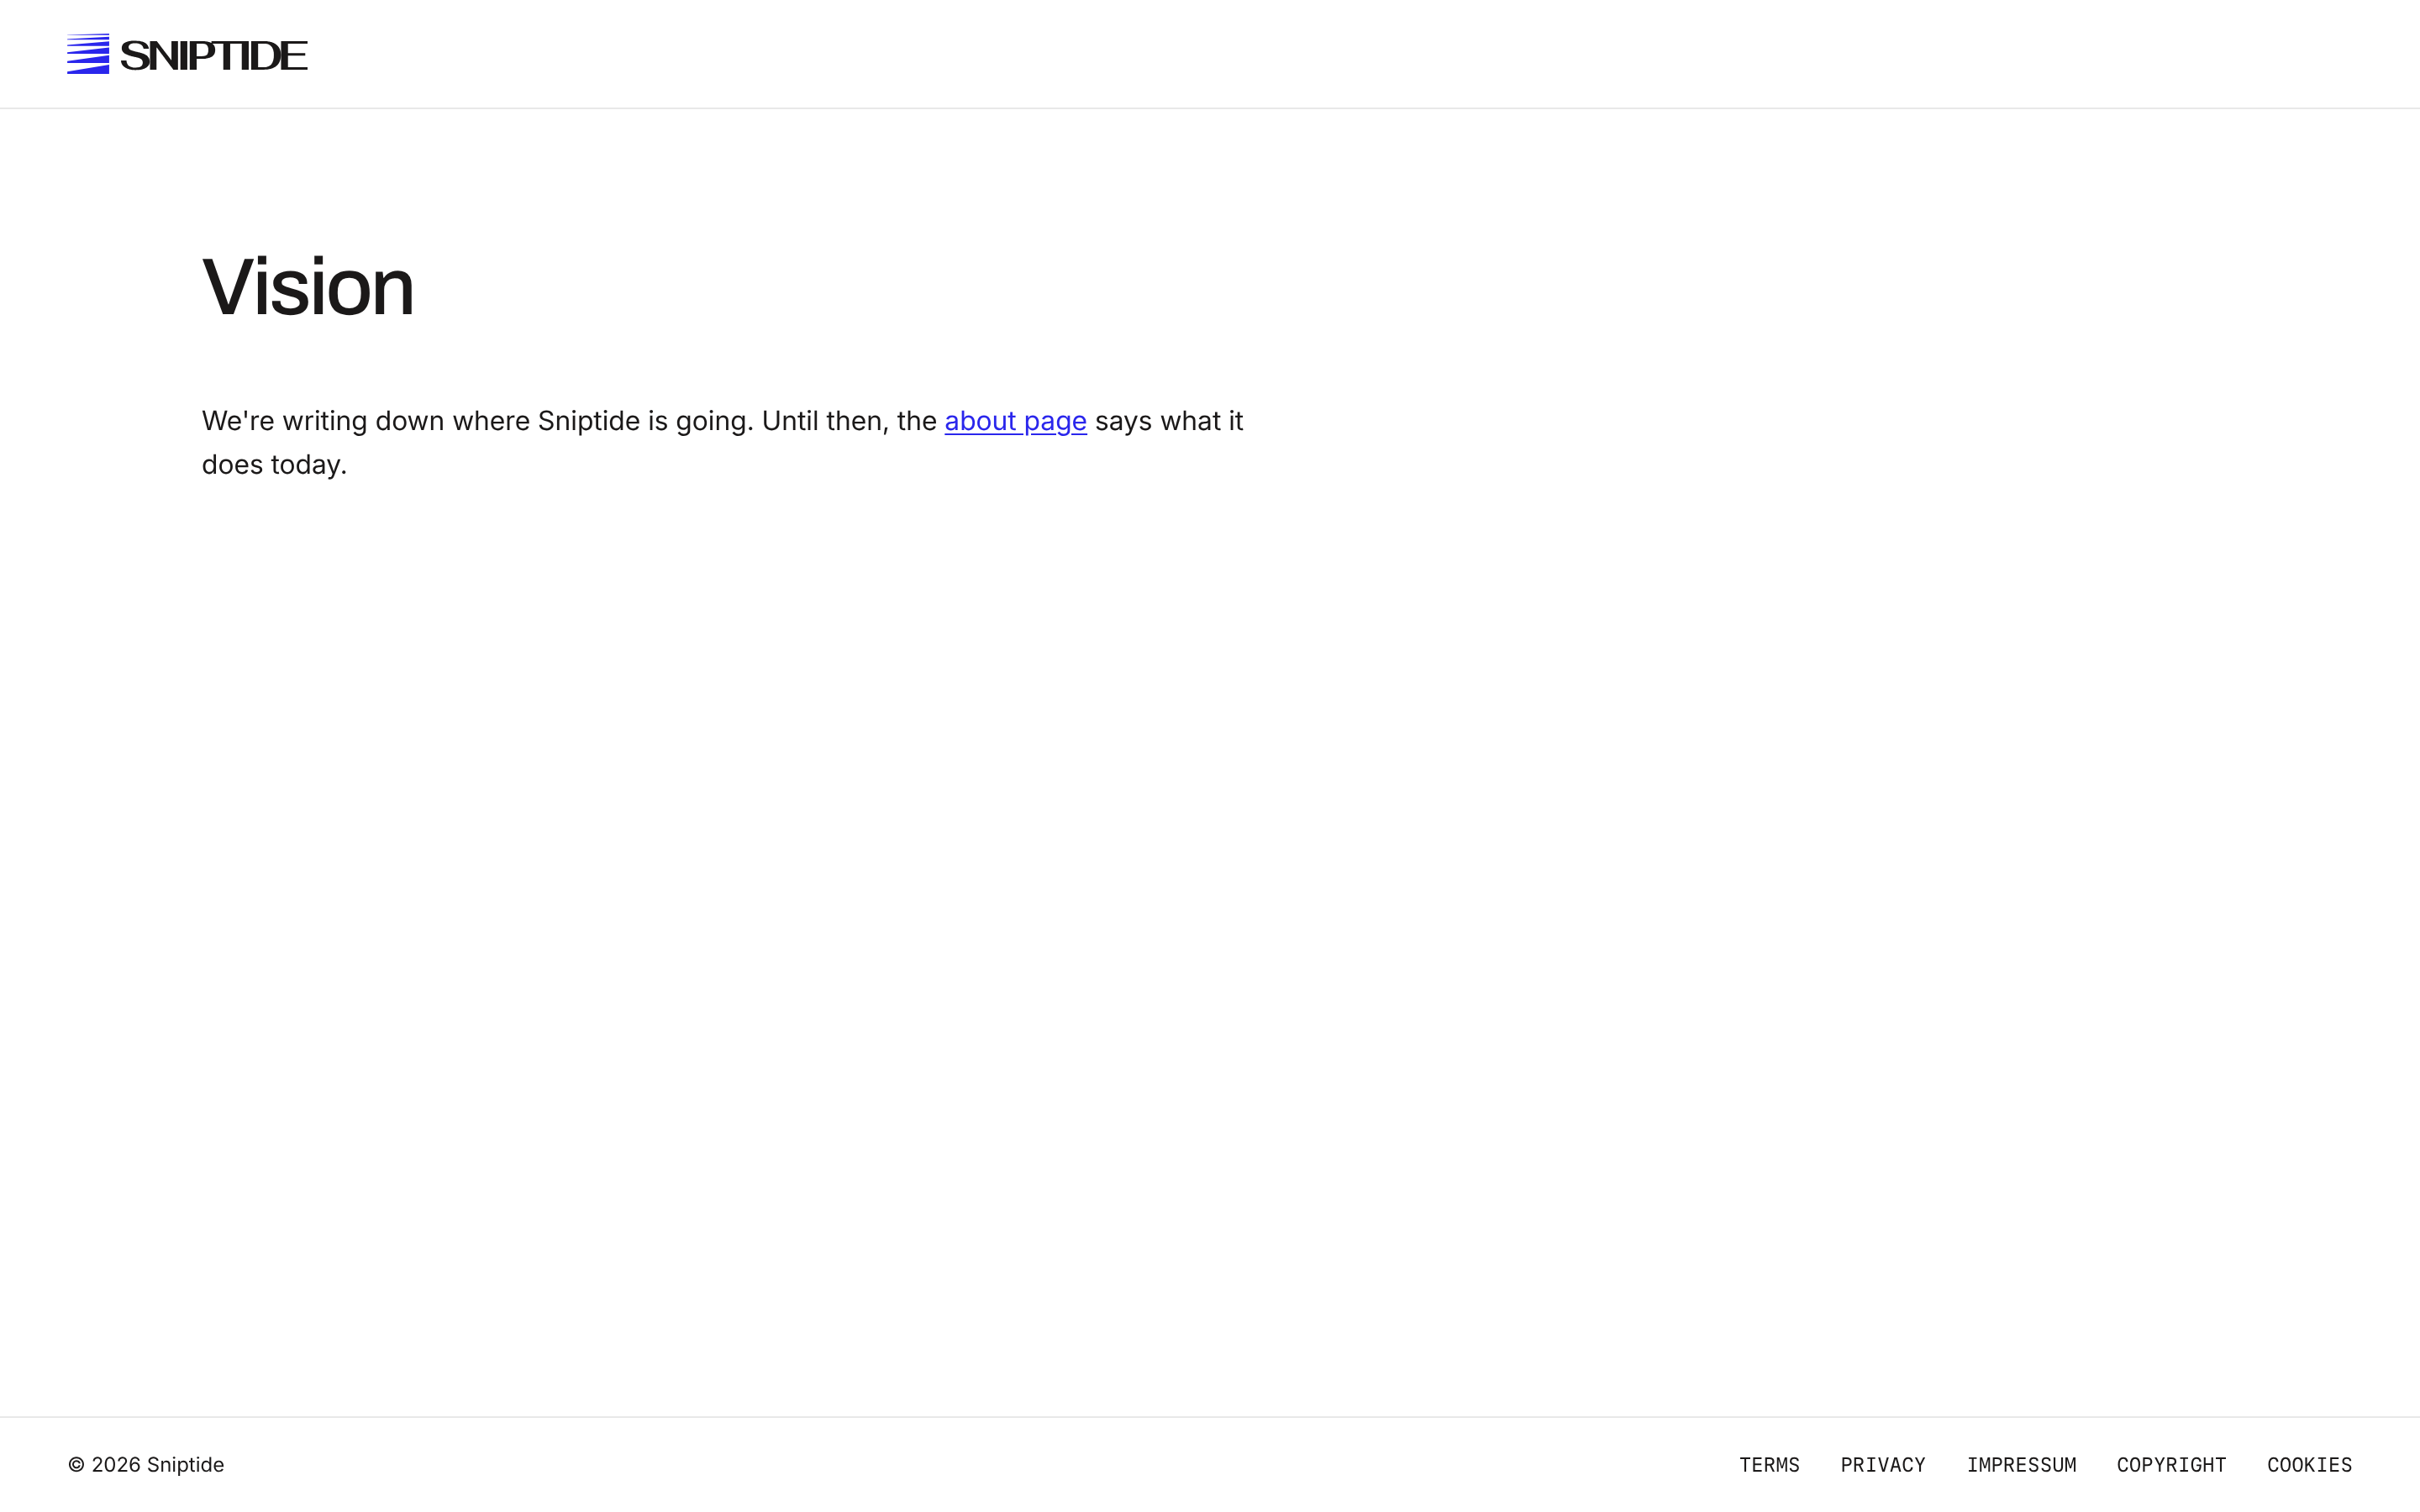 SNIPTIDE
Vision
We're writing down where Sniptide is going. Until then, the about page says what it
does today.
© 2026 Sniptide
TERMS PRIVACY IMPRESSUM COPYRIGHT COOKIES